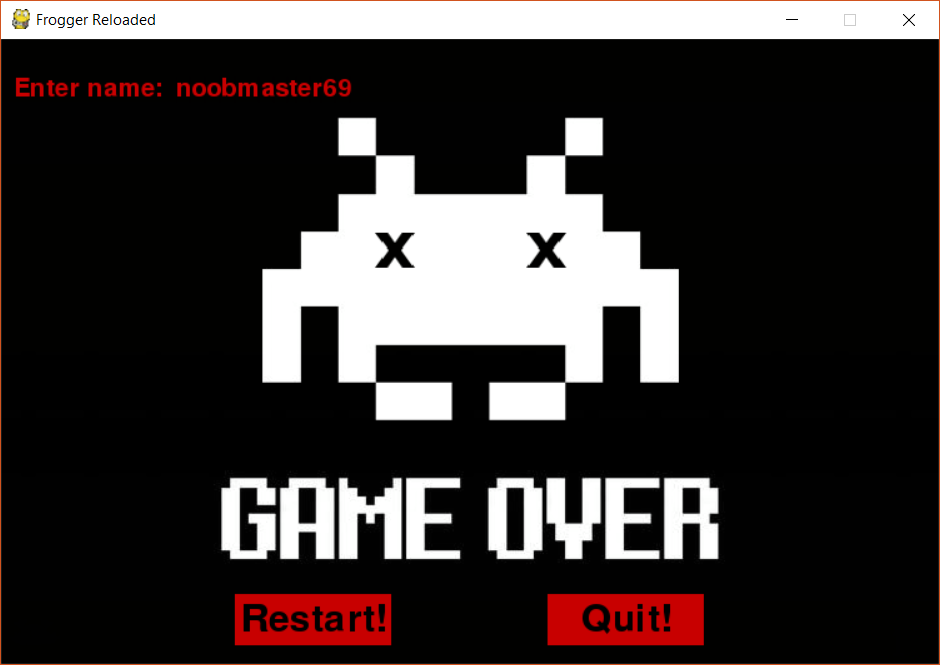 Frogger Reloaded
Enter name: noobmaster69
x x
GAME OVER
Restart! Quit!